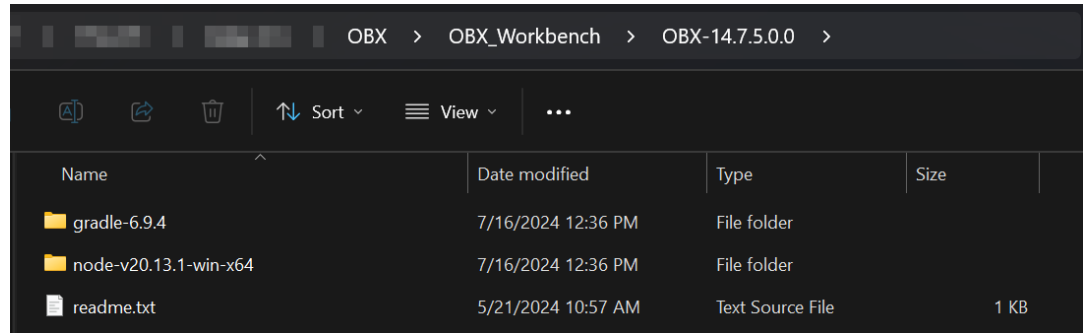 OBX > OBX_Workbench > OBX-14.7.5.0.0 >
Sort View
Name Date modified Type Size
gradle-6.9.4 7/16/2024 12:36 PM File folder
node-v20.13.1-win-x64 7/16/2024 12:36 PM File folder
readme.txt 5/21/2024 10:57 AM Text Source File 1 KB